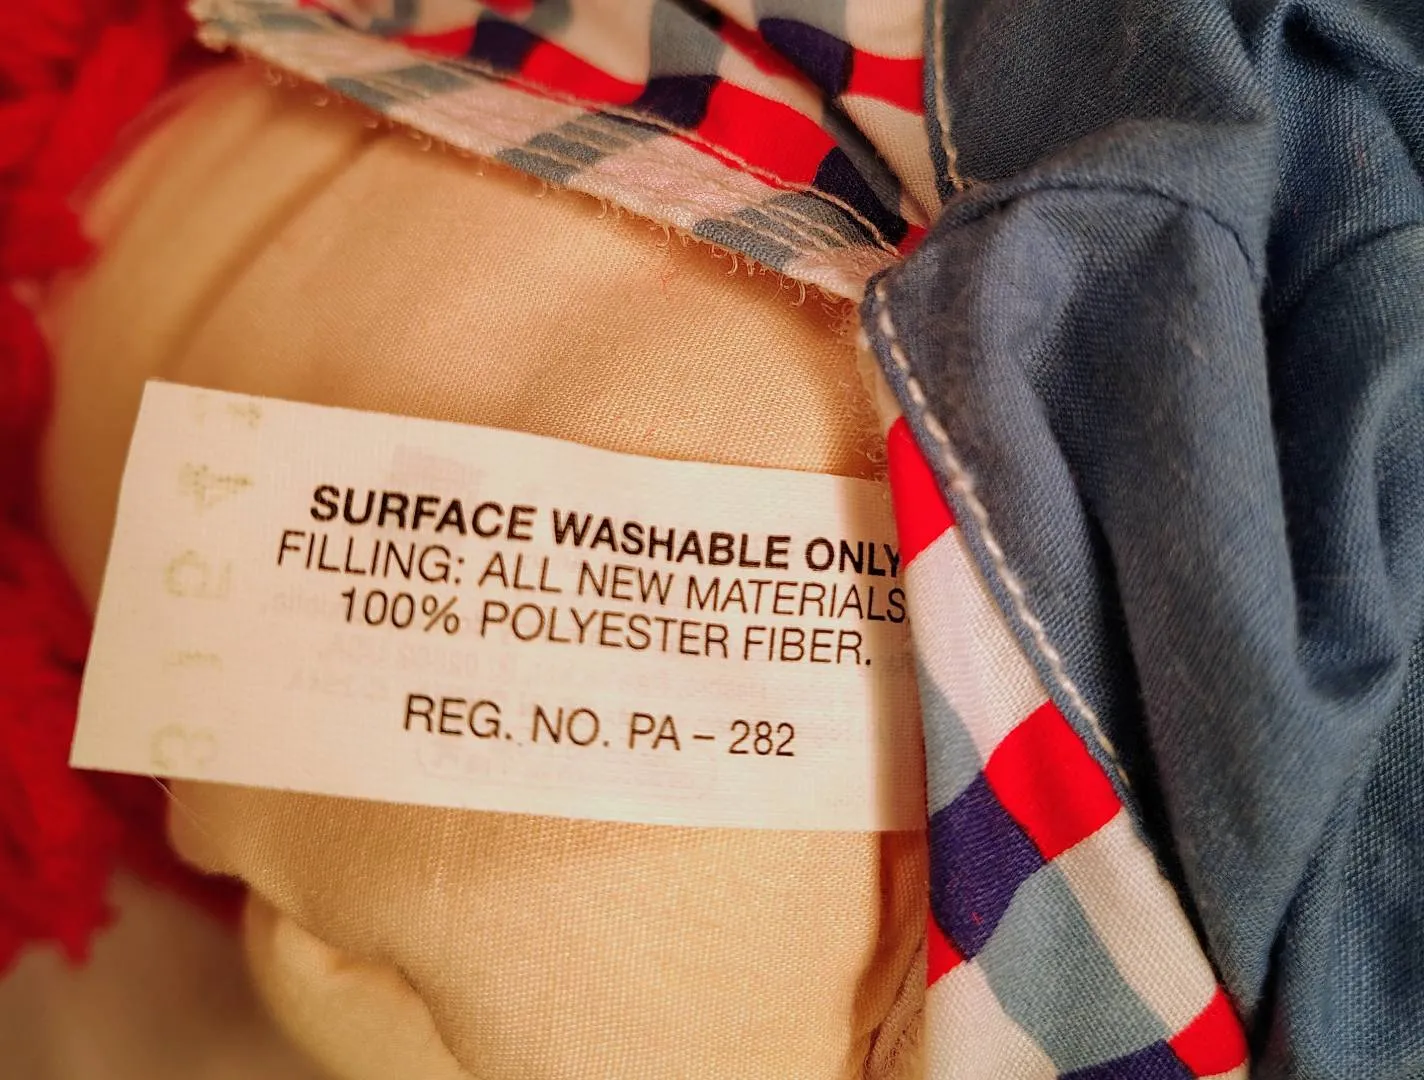 SURFACE WASHABLE ONLY
FILLING: ALL NEW MATERIALS
100% POLYESTER FIBER.
REG. NO. PA – 282